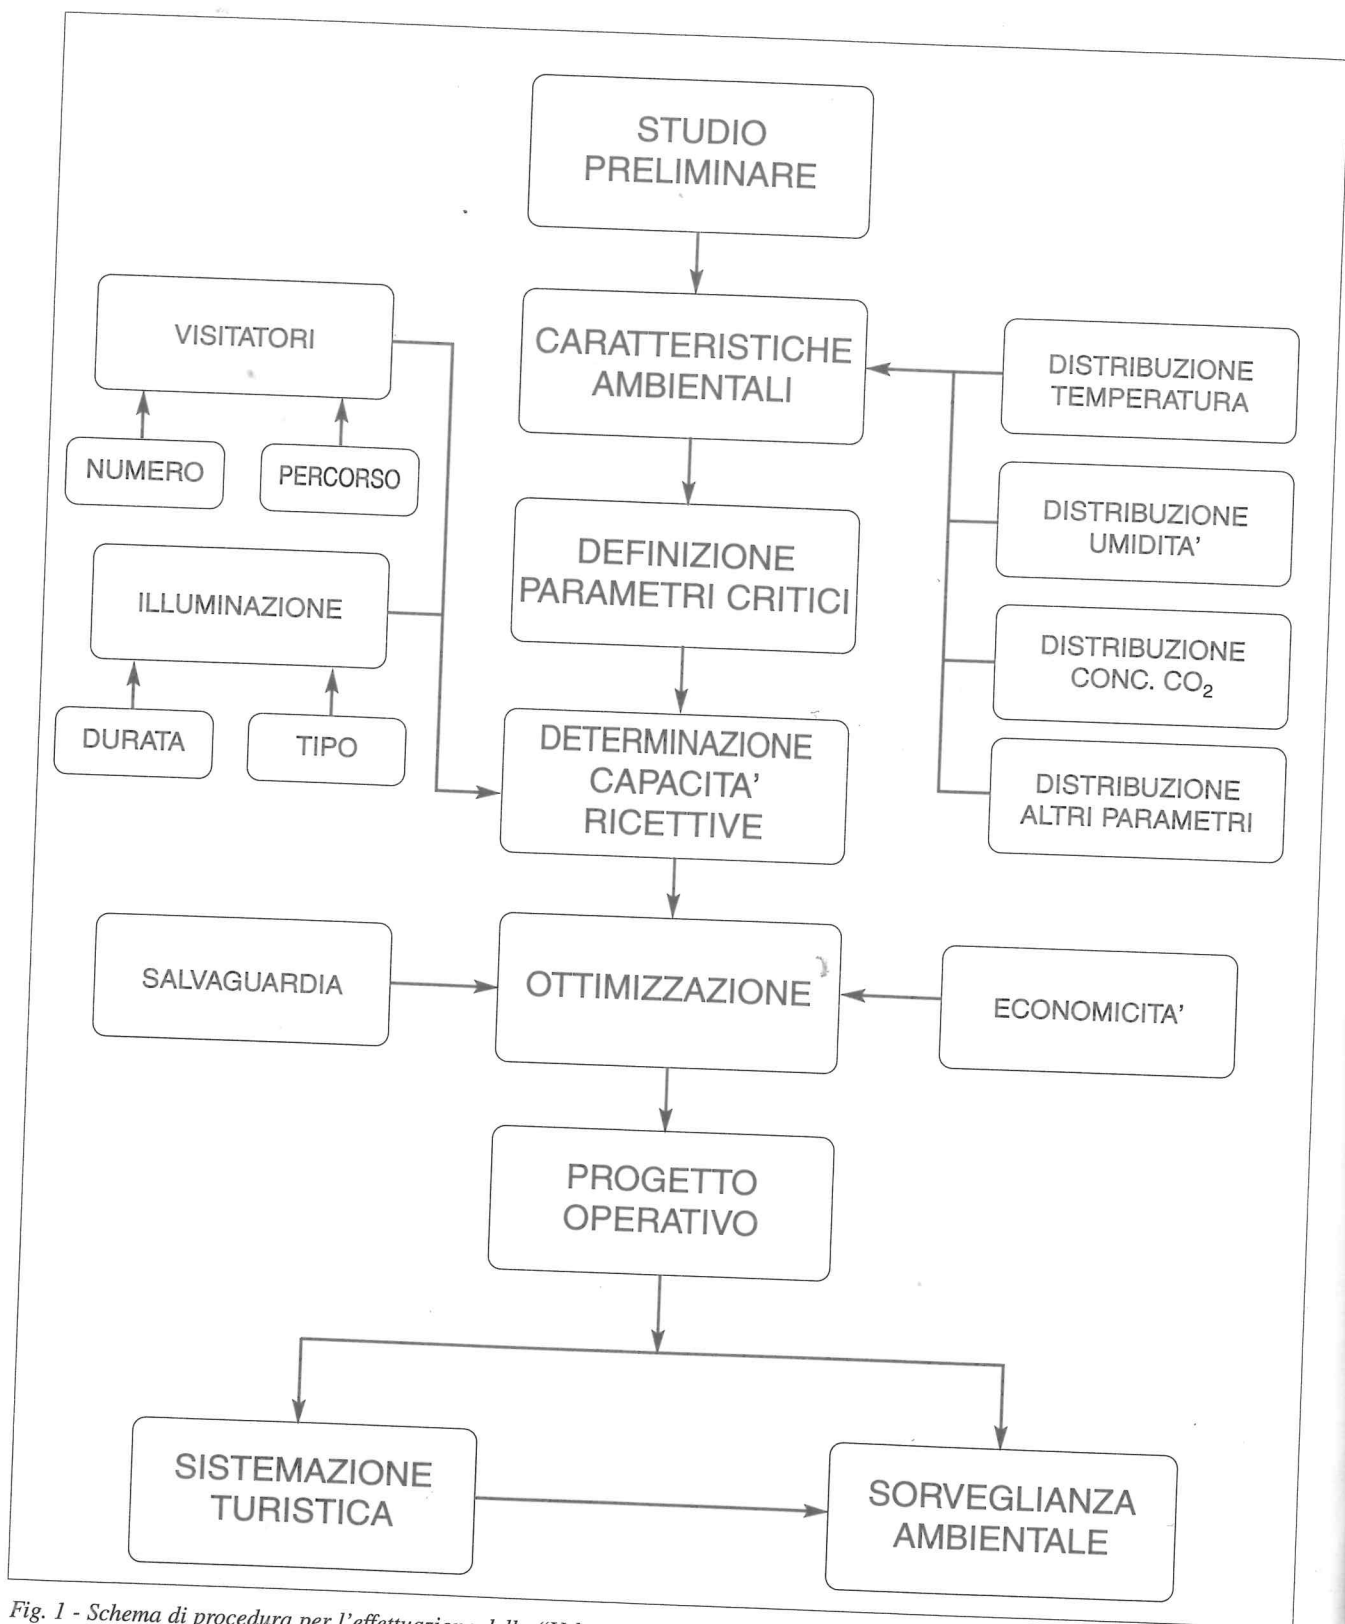 STUDIO
PRELIMINARE
VISITATORI
CARATTERISTICHE
AMBIENTALI
DISTRIBUZIONE
TEMPERATURA
NUMERO
PERCORSO
DISTRIBUZIONE
UMIDITA'
DEFINIZIONE
PARAMETRI CRITICI
ILLUMINAZIONE
DISTRIBUZIONE
CONC. CO₂
DURATA
TIPO
DETERMINAZIONE
CAPACITA'
RICETTIVE
DISTRIBUZIONE
ALTRI PARAMETRI
SALVAGUARDIA
OTTIMIZZAZIONE
ECONOMICITA'
PROGETTO
OPERATIVO
SISTEMAZIONE
TURISTICA
SORVEGLIANZA
AMBIENTALE
Fig. 1 - Schema di procedura per l'effettuazione